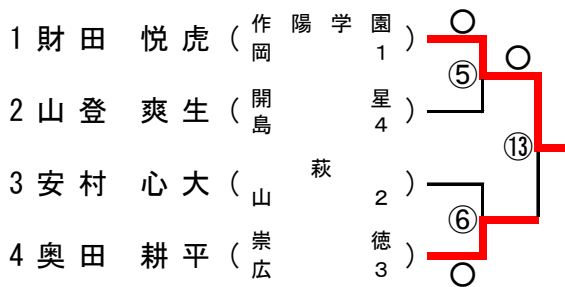 1 財田 悦虎 (作陽学園 岡1)
⑤
2 山登 爽生 (開星 島4)
⑬
3 安村 心大 (萩 山2)
⑥
4 奥田 耕平 (崇徳 広3)